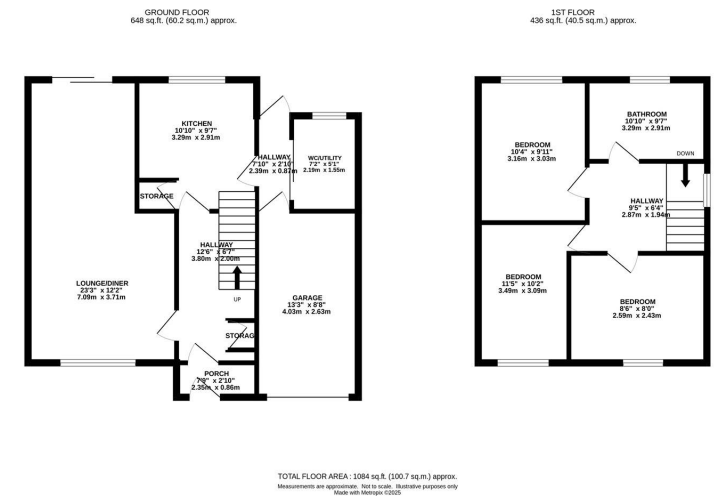 GROUND FLOOR
648 sq.ft. (60.2 sq.m.) approx.
1ST FLOOR
436 sq.ft. (40.5 sq.m.) approx.
KITCHEN
10'10" x 9'7"
3.29m x 2.91m
HALLWAY
7'10" x 2'10"
2.39m x 0.87m
WC/UTILITY
7'2" x 5'1"
2.19m x 1.55m
STORAGE
HALLWAY
12'6" x 6'7"
3.80m x 2.00m
LOUNGE/DINER
23'3" x 12'2"
7.09m x 3.71m
UP
GARAGE
13'3" x 8'8"
4.03m x 2.63m
STORAG
PORCH
7'9" x 2'10"
2.35m x 0.86m
BEDROOM
10'4" x 9'11"
3.16m x 3.03m
BATHROOM
10'10" x 9'7"
3.29m x 2.91m
DOWN
HALLWAY
9'5" x 6'4"
2.87m x 1.94m
BEDROOM
11'5" x 10'2"
3.49m x 3.09m
BEDROOM
8'6" x 8'0"
2.59m x 2.43m
TOTAL FLOOR AREA : 1084 sq.ft. (100.7 sq.m.) approx.
Measurements are approximate. Not to scale. Illustrative purposes only
Made with Metropix ©2025